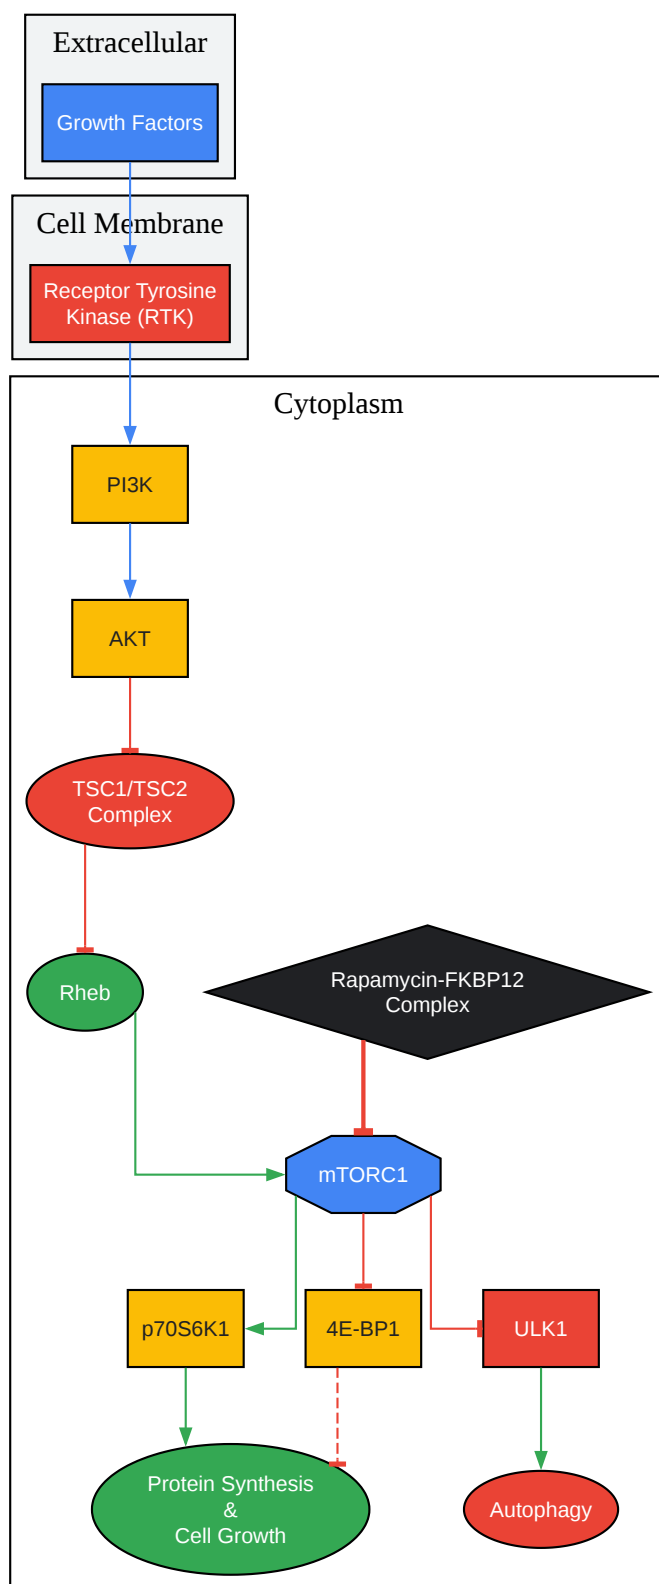 Extracellular
Growth Factors
Cell Membrane
Receptor Tyrosine
Kinase (RTK)
Cytoplasm
PI3K
AKT
TSC1/TSC2
Complex
Rheb
Rapamycin-FKBP12
Complex
mTORC1
p70S6K1
4E-BP1
ULK1
Protein Synthesis
&
Cell Growth
Autophagy